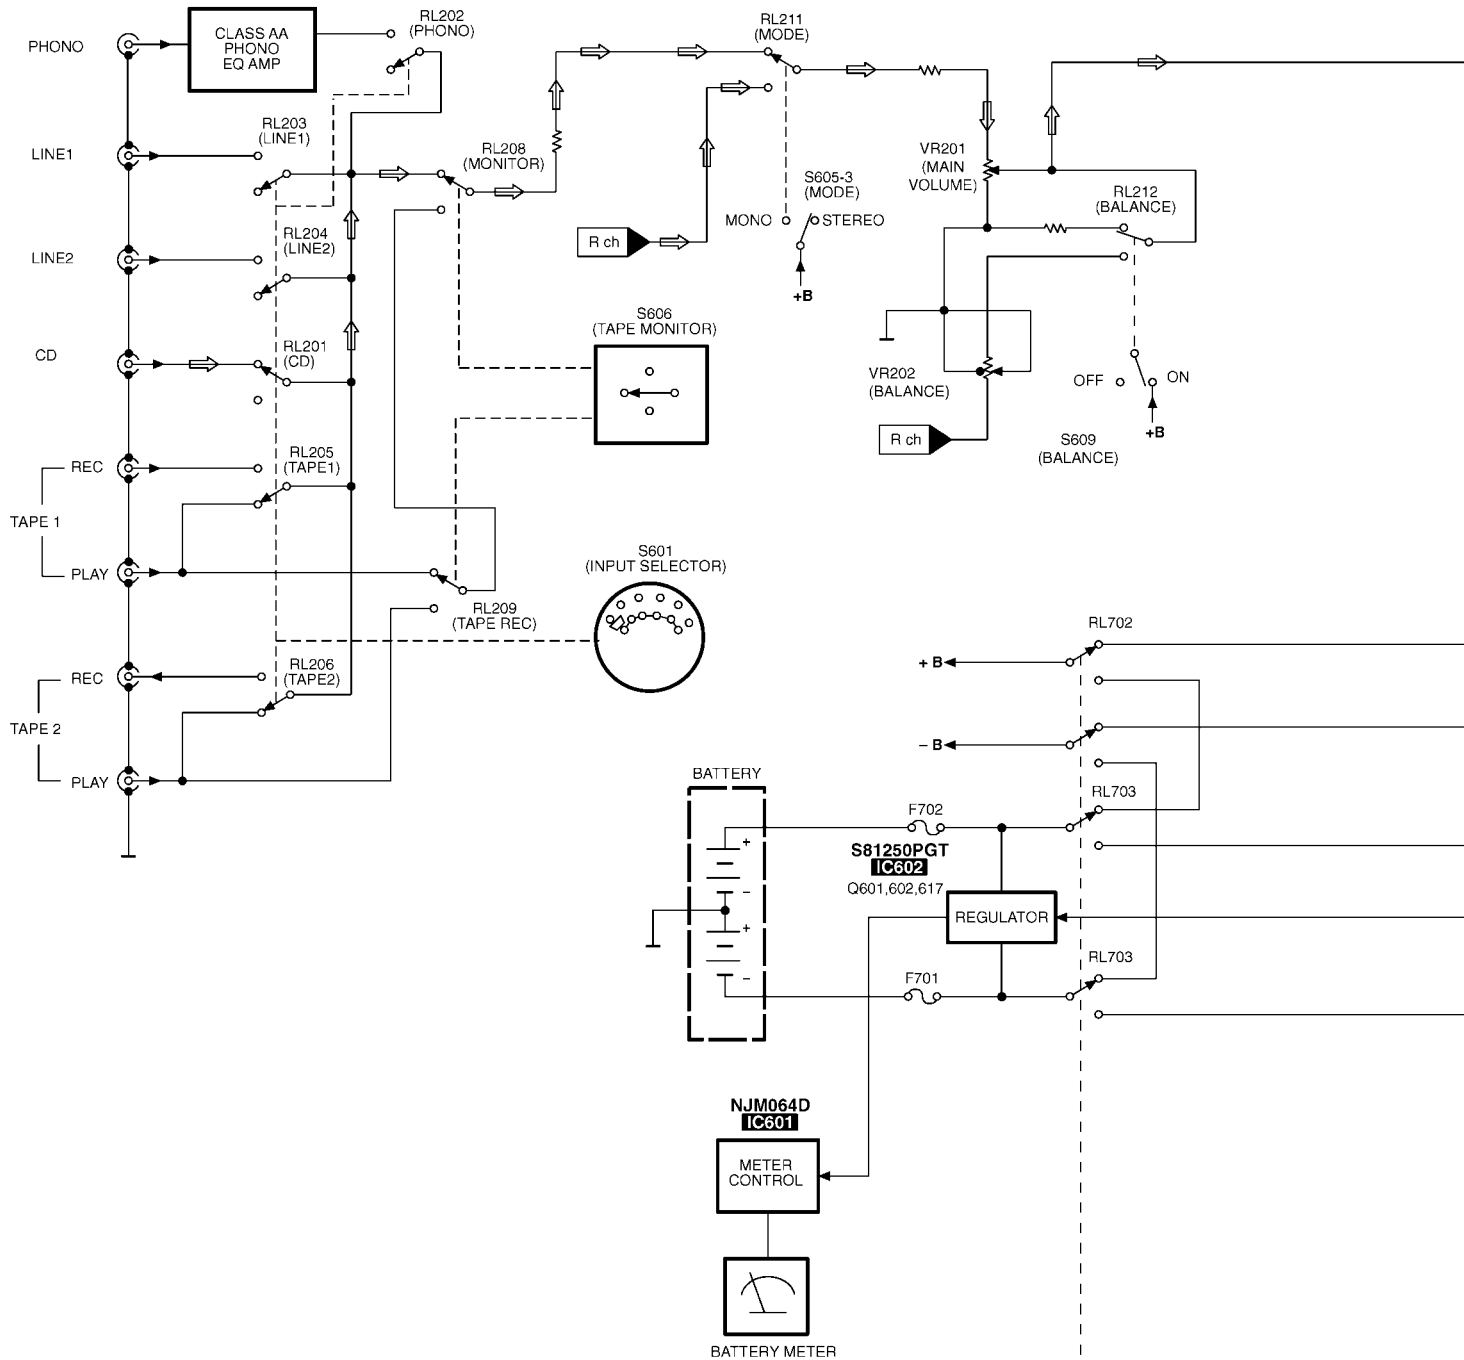 RL202
(PHONO)
CLASS AA
PHONO
EQ AMP
PHONO
RL211
(MODE)
RL203
(LINE1)
LINE1
RL208
(MONITOR)
VR201
(MAIN
VOLUME)
S605-3
(MODE)
RL212
(BALANCE)
MONO
STEREO
RL204
(LINE2)
LINE2
R ch
+B
S606
(TAPE MONITOR)
RL201
(CD)
CD
VR202
(BALANCE)
OFF
ON
+B
R ch
S609
(BALANCE)
RL205
(TAPE1)
REC
TAPE 1
PLAY
S601
(INPUT SELECTOR)
RL209
(TAPE REC)
RL702
+ B
RL206
(TAPE2)
REC
TAPE 2
PLAY
– B
BATTERY
RL703
F702
+
S81250PGT
IC602
Q601,602,617
–
REGULATOR
+
RL703
–
F701
NJM064D
IC601
METER
CONTROL
BATTERY METER